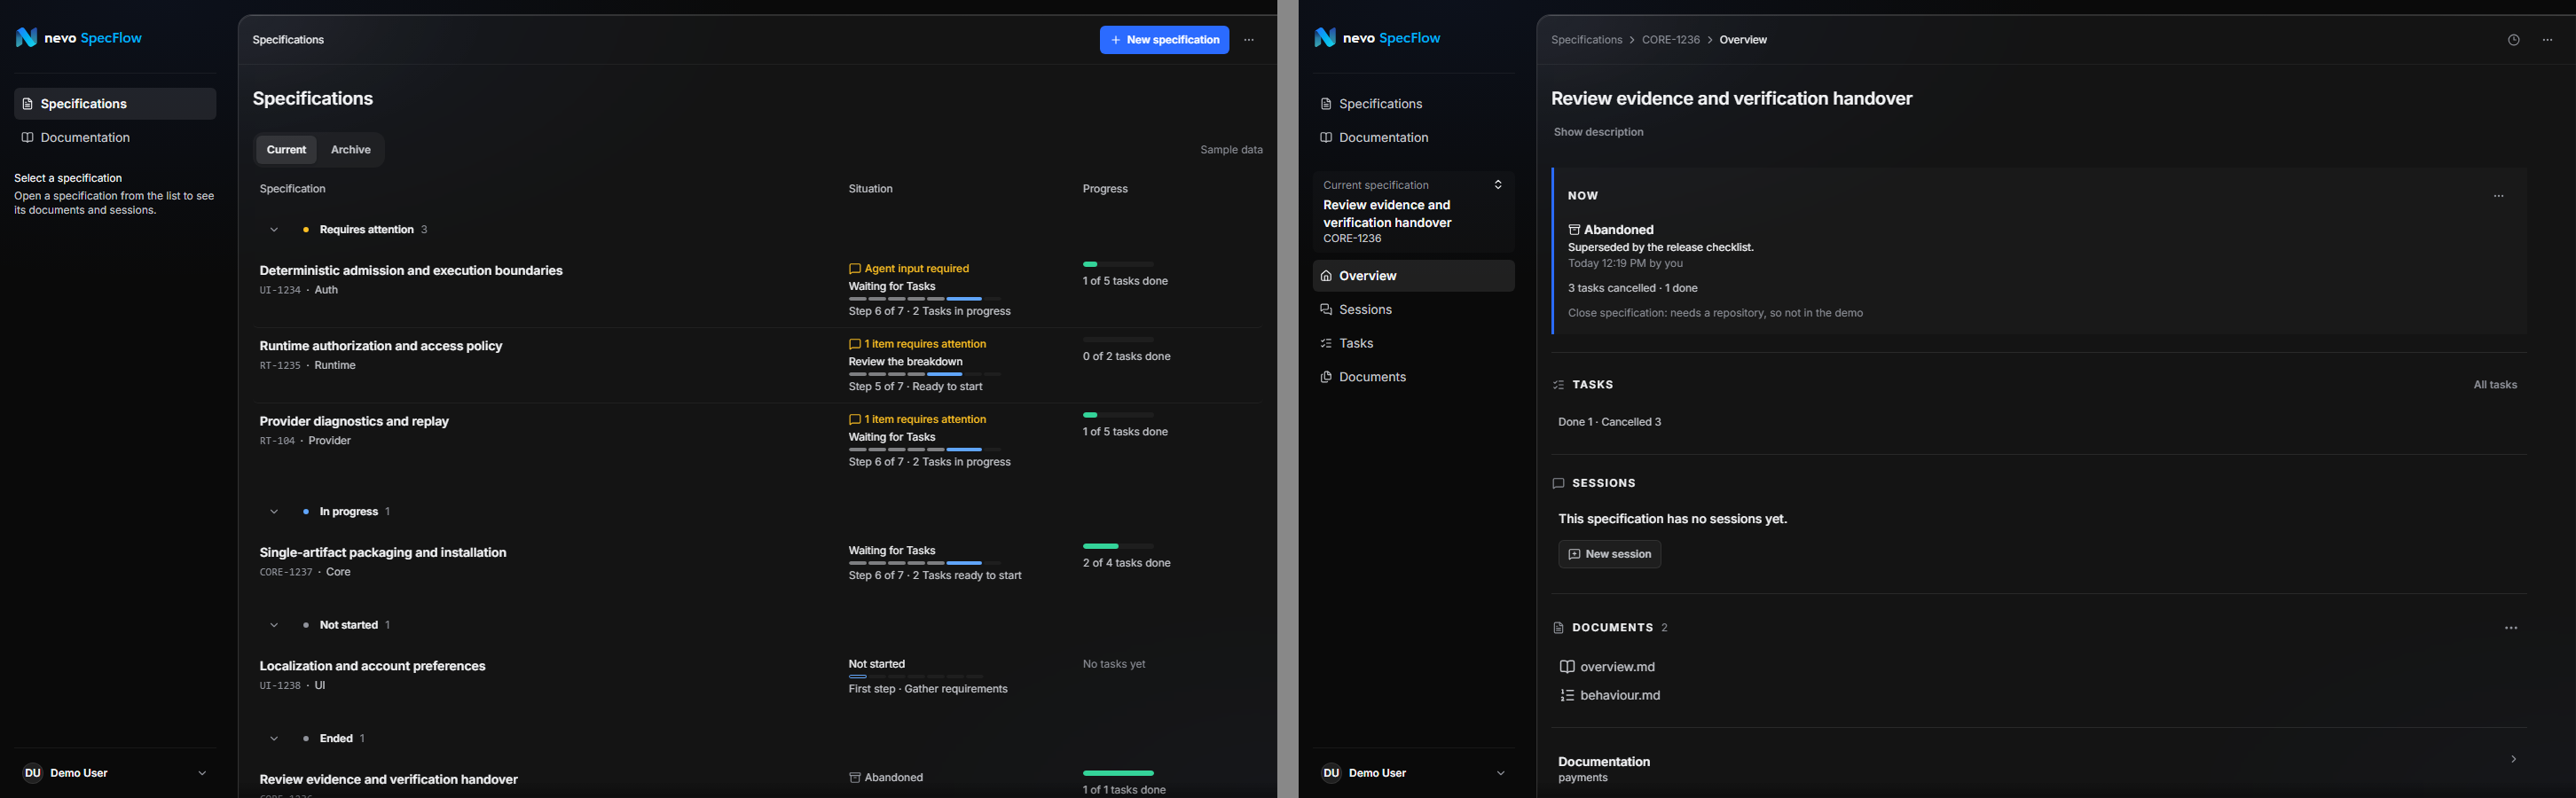 nevo SpecFlow
Specifications
Documentation
Select a specification
Open a specification from the list to see
its documents and sessions.
DU Demo User
Specifications
New specification
Specifications
Current
Archive
Sample data
Specification
Situation
Progress
Requires attention 3
Deterministic admission and execution boundaries
UI-1234 · Auth
Agent input required
Waiting for Tasks
Step 6 of 7 · 2 Tasks in progress
1 of 5 tasks done
Runtime authorization and access policy
RT-1235 · Runtime
1 item requires attention
Review the breakdown
Step 5 of 7 · Ready to start
0 of 2 tasks done
Provider diagnostics and replay
RT-104 · Provider
1 item requires attention
Waiting for Tasks
Step 6 of 7 · 2 Tasks in progress
1 of 5 tasks done
In progress 1
Single-artifact packaging and installation
CORE-1237 · Core
Waiting for Tasks
Step 6 of 7 · 2 Tasks ready to start
2 of 4 tasks done
Not started 1
Localization and account preferences
UI-1238 · UI
Not started
First step · Gather requirements
No tasks yet
Ended 1
Review evidence and verification handover
Abandoned
1 of 1 tasks done
nevo SpecFlow
Specifications
Documentation
Current specification
Review evidence and
verification handover
CORE-1236
Overview
Sessions
Tasks
Documents
DU Demo User
Specifications > CORE-1236 > Overview
Review evidence and verification handover
Show description
NOW
Abandoned
Superseded by the release checklist.
Today 12:19 PM by you
3 tasks cancelled · 1 done
Close specification: needs a repository, so not in the demo
TASKS
All tasks
Done 1 · Cancelled 3
SESSIONS
This specification has no sessions yet.
New session
DOCUMENTS 2
overview.md
behaviour.md
Documentation
payments